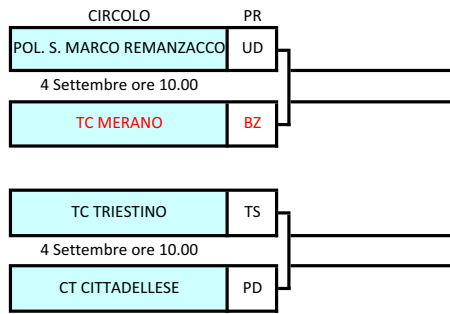 CIRCOLO PR
POL. S. MARCO REMANZACCO UD
4 Settembre ore 10.00
TC MERANO BZ
TC TRIESTINO TS
4 Settembre ore 10.00
CT CITTADELLESE PD